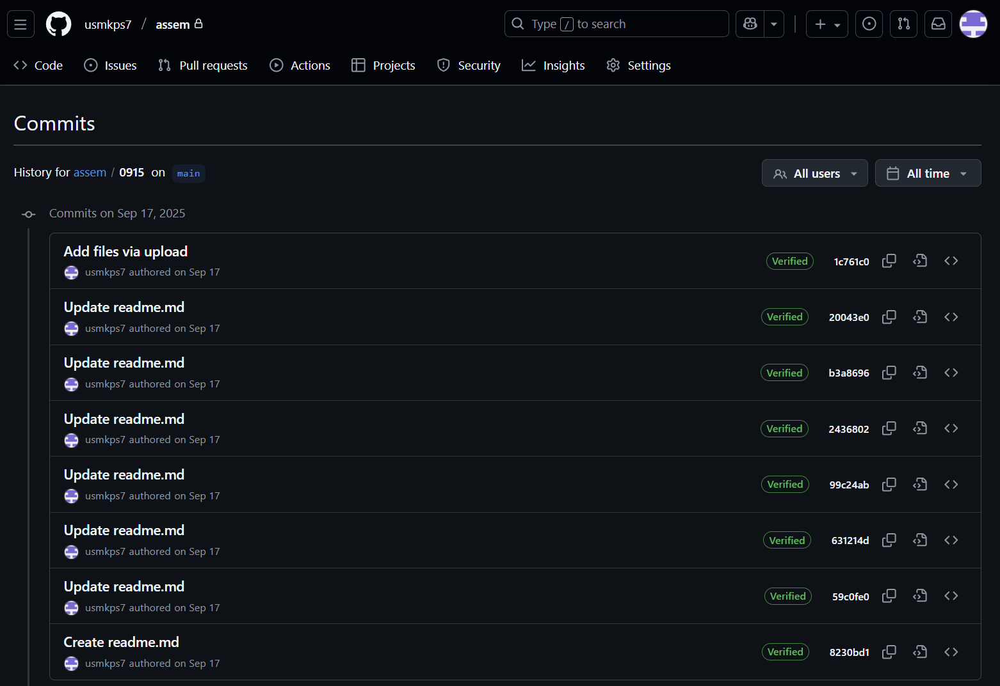 usmkps7 / assem
Type / to search
Code Issues Pull requests Actions Projects Security Insights Settings
Commits
History for assem / 0915 on main
All users All time
Commits on Sep 17, 2025
Add files via upload
usmkps7 authored on Sep 17
Verified 1c761c0
Update readme.md
usmkps7 authored on Sep 17
Verified 20043e0
Update readme.md
usmkps7 authored on Sep 17
Verified b3a8696
Update readme.md
usmkps7 authored on Sep 17
Verified 2436802
Update readme.md
usmkps7 authored on Sep 17
Verified 99c24ab
Update readme.md
usmkps7 authored on Sep 17
Verified 631214d
Update readme.md
usmkps7 authored on Sep 17
Verified 59c0fe0
Create readme.md
usmkps7 authored on Sep 17
Verified 8230bd1